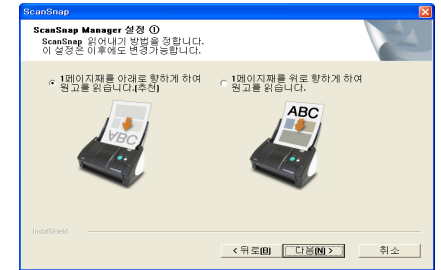 ScanSnap
ScanSnap Manager 설정 ①
ScanSnap 읽어내기 방법을 정합니다.
이 설정은 이후에도 변경가능합니다.
1페이지째를 아래로 향하게 하여
원고를 읽습니다.(추천)
1페이지째를 위로 향하게 하여
원고를 읽습니다.
ABC
ABC
InstallShield
< 뒤로(B)
다음(N) >
취소